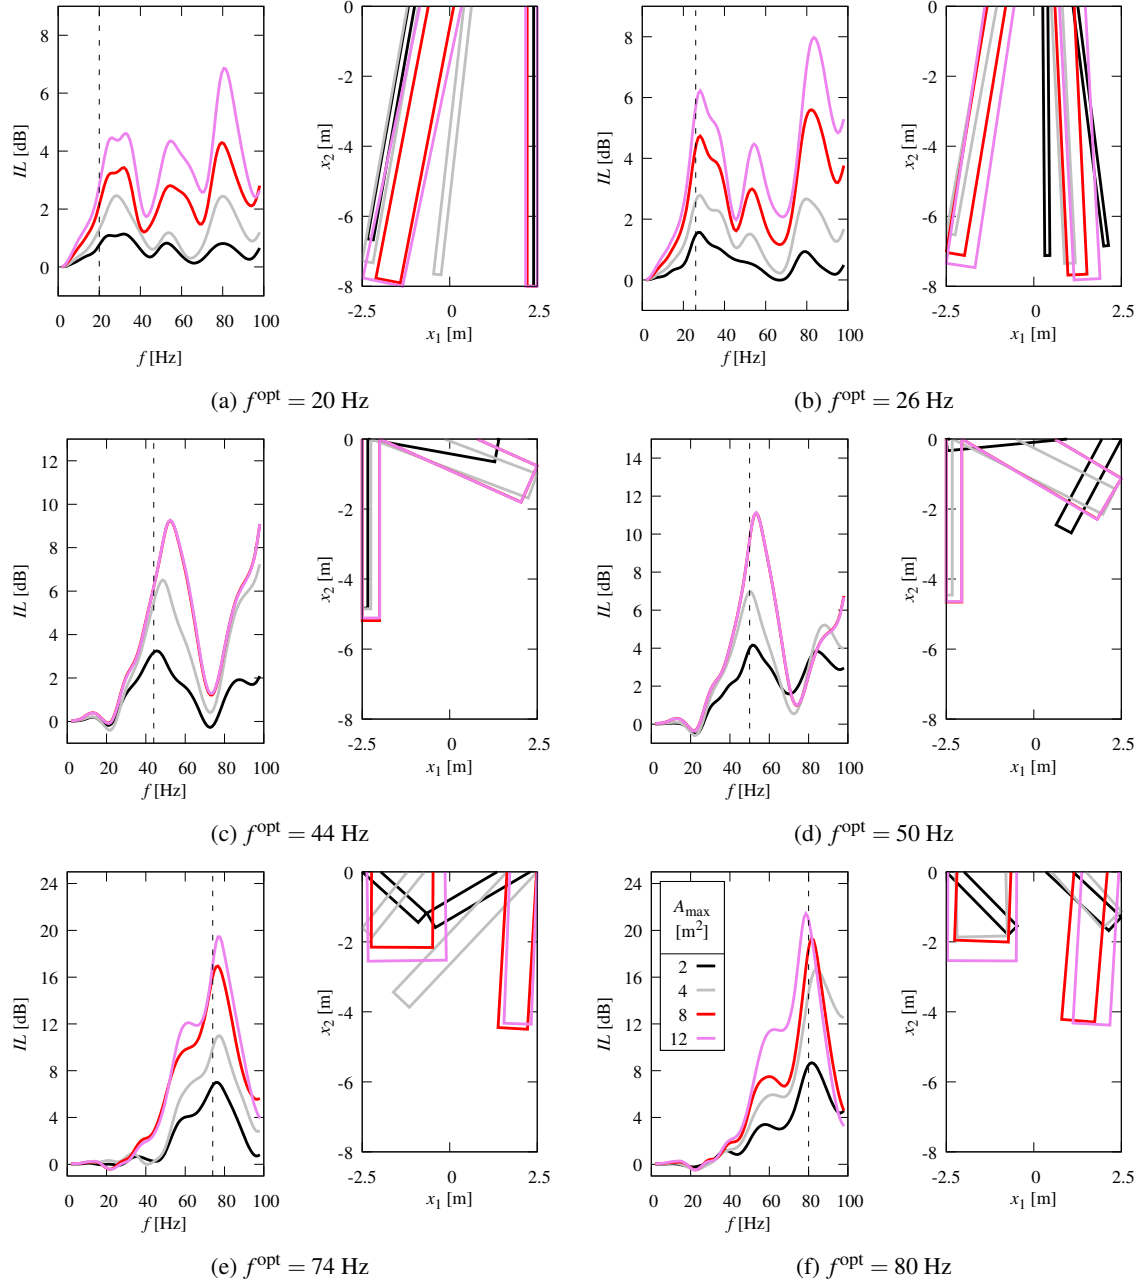 8
6
4
2
0
IL [dB]
0 20 40 60 80 100
f [Hz]
0
-2
-4
-6
-8
x2 [m]
-2.5 0 2.5
x1 [m]
8
6
4
2
0
IL [dB]
0 20 40 60 80 100
f [Hz]
0
-2
-4
-6
-8
x2 [m]
-2.5 0 2.5
x1 [m]
(a) f^opt = 20 Hz
(b) f^opt = 26 Hz
12
10
8
6
4
2
0
IL [dB]
0 20 40 60 80 100
f [Hz]
0
-2
-4
-6
-8
x2 [m]
-2.5 0 2.5
x1 [m]
14
12
10
8
6
4
2
0
IL [dB]
0 20 40 60 80 100
f [Hz]
0
-2
-4
-6
-8
x2 [m]
-2.5 0 2.5
x1 [m]
(c) f^opt = 44 Hz
(d) f^opt = 50 Hz
24
20
16
12
8
4
0
IL [dB]
0 20 40 60 80 100
f [Hz]
0
-2
-4
-6
-8
x2 [m]
-2.5 0 2.5
x1 [m]
24
20
16
12
8
4
0
IL [dB]
0 20 40 60 80 100
f [Hz]
Amax
[m²]
2
4
8
12
0
-2
-4
-6
-8
x2 [m]
-2.5 0 2.5
x1 [m]
(e) f^opt = 74 Hz
(f) f^opt = 80 Hz